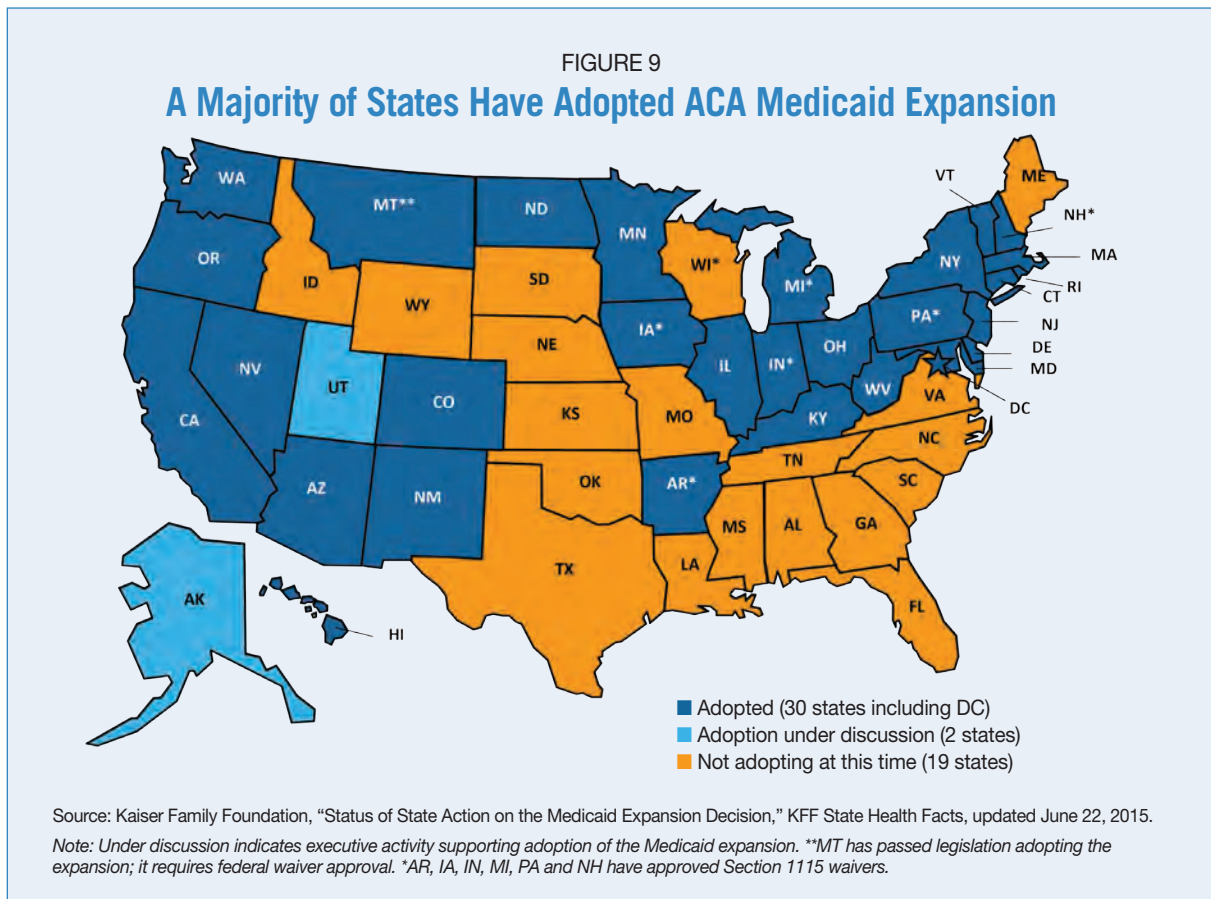 FIGURE 9
A Majority of States Have Adopted ACA Medicaid Expansion
WA
MT**
ND
MN
VT
ME
NH*
OR
ID
WY
SD
WI*
MI*
NY
MA
RI
CT
NV
UT
CO
NE
IA*
IL
IN*
OH
PA*
NJ
DE
MD
DC
CA
KS
MO
KY
WV
VA
AZ
NM
OK
AR*
TN
NC
SC
TX
LA
MS
AL
GA
FL
AK
HI
Adopted (30 states including DC)
Adoption under discussion (2 states)
Not adopting at this time (19 states)
Source: Kaiser Family Foundation, “Status of State Action on the Medicaid Expansion Decision,” KFF State Health Facts, updated June 22, 2015.
Note: Under discussion indicates executive activity supporting adoption of the Medicaid expansion. **MT has passed legislation adopting the
expansion; it requires federal waiver approval. *AR, IA, IN, MI, PA and NH have approved Section 1115 waivers.